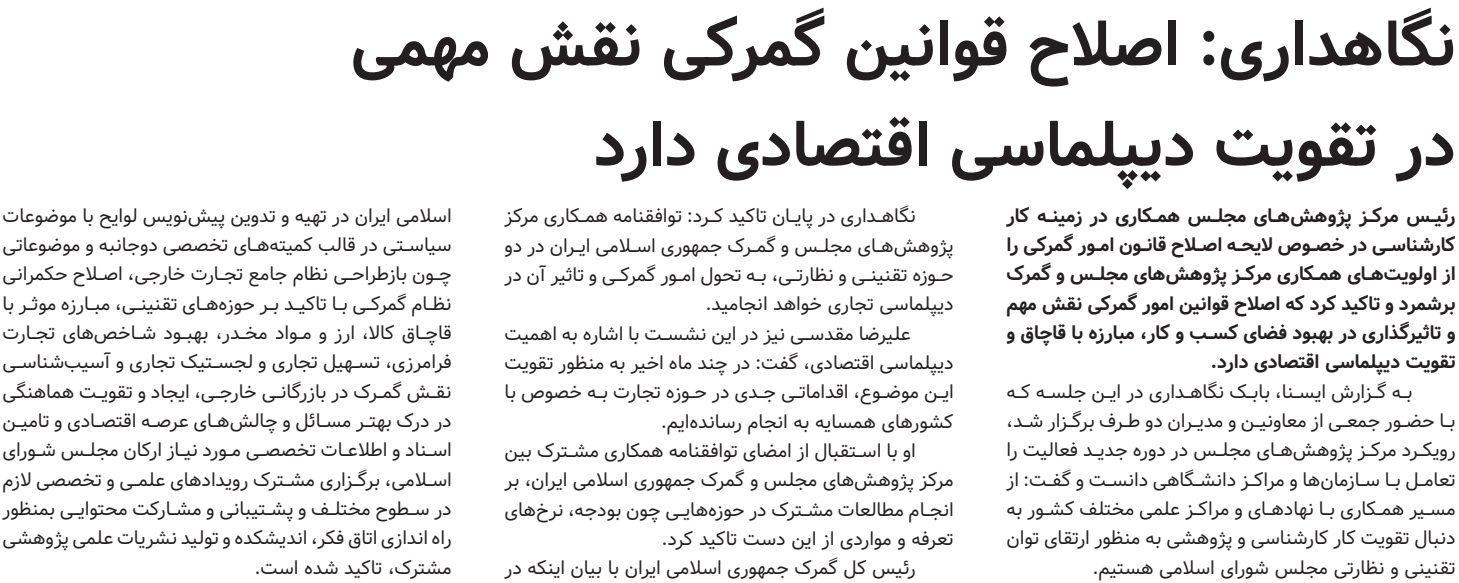 نگاهداری: اصلاح قوانین گمرکی نقش مهمی
در تقویت دیپلماسی اقتصادی دارد
رئیس مرکز پژوهش‌های مجلس همکاری در زمینه کار
کارشناسی در خصوص لایحه اصلاح قانون امور گمرکی را
از اولویت‌های همکاری مرکز پژوهش‌های مجلس و گمرک
برشمرد و تاکید کرد که اصلاح قوانین امور گمرکی نقش مهم
و تاثیرگذاری در بهبود فضای کسب و کار، مبارزه با قاچاق و
تقویت دیپلماسی اقتصادی دارد.
به گزارش ایسنا، بابک نگاهداری در این جلسه که
با حضور جمعی از معاونین و مدیران دو طرف برگزار شد،
رویکرد مرکز پژوهش‌های مجلس در دوره جدید فعالیت را
تعامل با سازمان‌ها و مراکز دانشگاهی دانست و گفت: از
مسیر همکاری با نهادهای و مراکز علمی مختلف کشور به
دنبال تقویت کار کارشناسی و پژوهشی به منظور ارتقای توان
تقنینی و نظارتی مجلس شورای اسلامی هستیم.
نگاهداری در پایان تاکید کرد: توافقنامه همکاری مرکز
پژوهش‌های مجلس و گمرک جمهوری اسلامی ایران در دو
حوزه تقنینی و نظارتی، به تحول امور گمرکی و تاثیر آن در
دیپلماسی تجاری خواهد انجامید.
علیرضا مقدسی نیز در این نشست با اشاره به اهمیت
دیپلماسی اقتصادی، گفت: در چند ماه اخیر به منظور تقویت
این موضوع، اقداماتی جدی در حوزه تجارت به خصوص با
کشورهای همسایه به انجام رسانده‌ایم.
او با استقبال از امضای توافقنامه همکاری مشترک بین
مرکز پژوهش‌های مجلس و گمرک جمهوری اسلامی ایران، بر
انجام مطالعات مشترک در حوزه‌هایی چون بودجه، نرخ‌های
تعرفه و مواردی از این دست تاکید کرد.
رئیس کل گمرک جمهوری اسلامی ایران با بیان اینکه در
اسلامی ایران در تهیه و تدوین پیش‌نویس لوایح با موضوعات
سیاستی در قالب کمیته‌های تخصصی دوجانبه و موضوعاتی
چون بازطراحی نظام جامع تجارت خارجی، اصلاح حکمرانی
نظام گمرکی با تاکید بر حوزه‌های تقنینی، مبارزه موثر با
قاچاق کالا، ارز و مواد مخدر، بهبود شاخص‌های تجارت
فرامرزی، تسهیل تجاری و لجستیک تجاری و آسیب‌شناسی
نقش گمرک در بازرگانی خارجی، ایجاد و تقویت هماهنگی
در درک بهتر مسائل و چالش‌های عرصه اقتصادی و تامین
اسناد و اطلاعات تخصصی مورد نیاز ارکان مجلس شورای
اسلامی، برگزاری مشترک رویدادهای علمی و تخصصی لازم
در سطوح مختلف و پشتیبانی و مشارکت محتوایی بمنظور
راه اندازی اتاق فکر، اندیشکده و تولید نشریات علمی پژوهشی
مشترک، تاکید شده است.